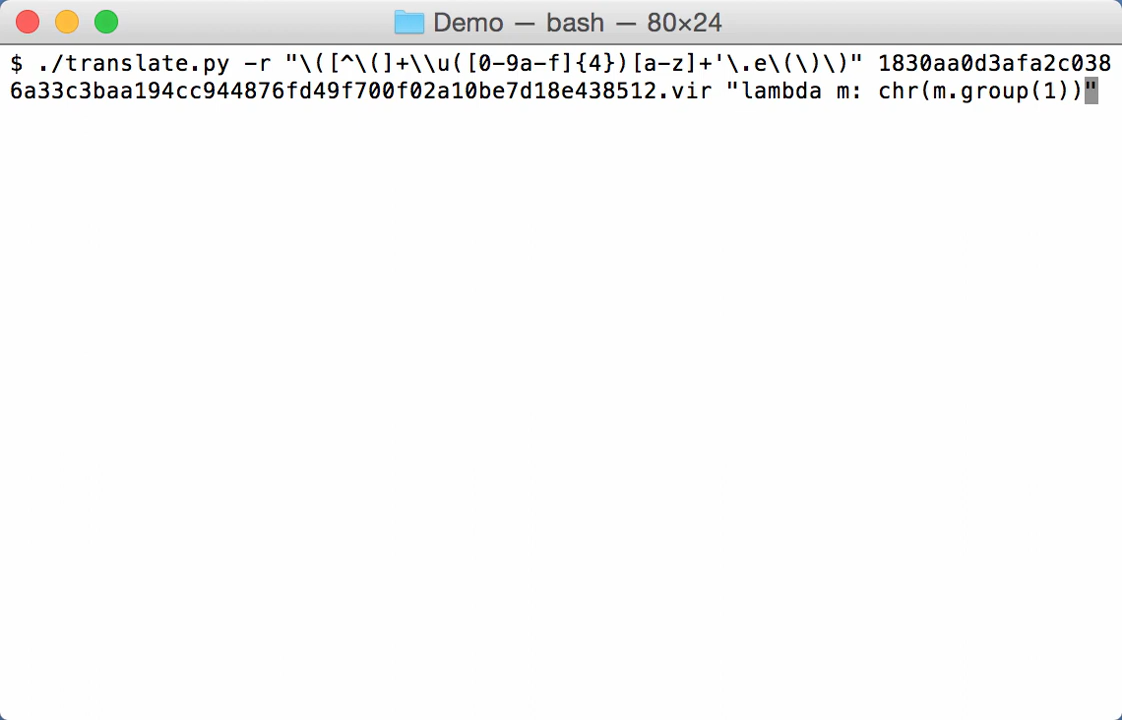 Demo — bash — 80×24
$ ./translate.py -r "\([^\(]+\\u([0-9a-f]{4})[a-z]+'\.e\(\)\)" 1830aa0d3afa2c038
6a33c3baa194cc944876fd49f700f02a10be7d18e438512.vir "lambda m: chr(m.group(1))"